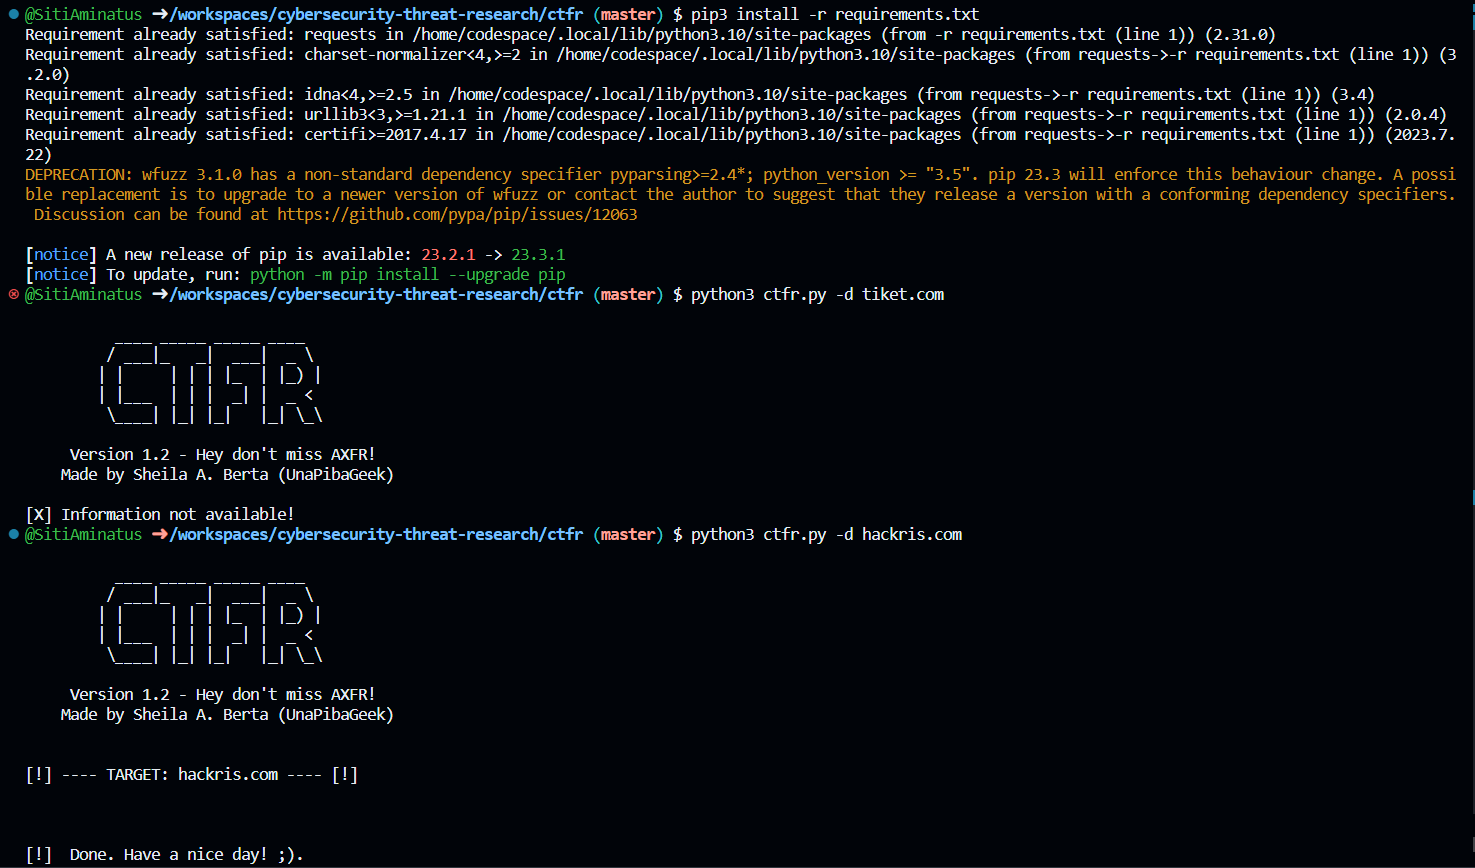 @SitiAminatus ➜/workspaces/cybersecurity-threat-research/ctfr (master) $ pip3 install -r requirements.txt
Requirement already satisfied: requests in /home/codespace/.local/lib/python3.10/site-packages (from -r requirements.txt (line 1)) (2.31.0)
Requirement already satisfied: charset-normalizer<4,>=2 in /home/codespace/.local/lib/python3.10/site-packages (from requests->-r requirements.txt (line 1)) (3
.2.0)
Requirement already satisfied: idna<4,>=2.5 in /home/codespace/.local/lib/python3.10/site-packages (from requests->-r requirements.txt (line 1)) (3.4)
Requirement already satisfied: urllib3<3,>=1.21.1 in /home/codespace/.local/lib/python3.10/site-packages (from requests->-r requirements.txt (line 1)) (2.0.4)
Requirement already satisfied: certifi>=2017.4.17 in /home/codespace/.local/lib/python3.10/site-packages (from requests->-r requirements.txt (line 1)) (2023.7.
22)
DEPRECATION: wfuzz 3.1.0 has a non-standard dependency specifier pyparsing>=2.4*; python_version >= "3.5". pip 23.3 will enforce this behaviour change. A possi
ble replacement is to upgrade to a newer version of wfuzz or contact the author to suggest that they release a version with a conforming dependency specifiers.
 Discussion can be found at https://github.com/pypa/pip/issues/12063
[notice] A new release of pip is available: 23.2.1 -> 23.3.1
[notice] To update, run: python -m pip install --upgrade pip
@SitiAminatus ➜/workspaces/cybersecurity-threat-research/ctfr (master) $ python3 ctfr.py -d tiket.com
CTFR
Version 1.2 - Hey don't miss AXFR!
Made by Sheila A. Berta (UnaPibaGeek)
[X] Information not available!
@SitiAminatus ➜/workspaces/cybersecurity-threat-research/ctfr (master) $ python3 ctfr.py -d hackris.com
CTFR
Version 1.2 - Hey don't miss AXFR!
Made by Sheila A. Berta (UnaPibaGeek)
[!] ---- TARGET: hackris.com ---- [!]
[!]  Done. Have a nice day! ;).